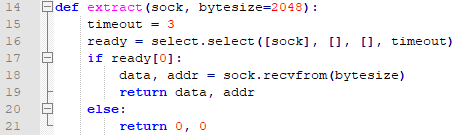 14 def extract(sock, bytesize=2048):
15     timeout = 3
16     ready = select.select([sock], [], [], timeout)
17     if ready[0]:
18         data, addr = sock.recvfrom(bytesize)
19         return data, addr
20     else:
21         return 0, 0